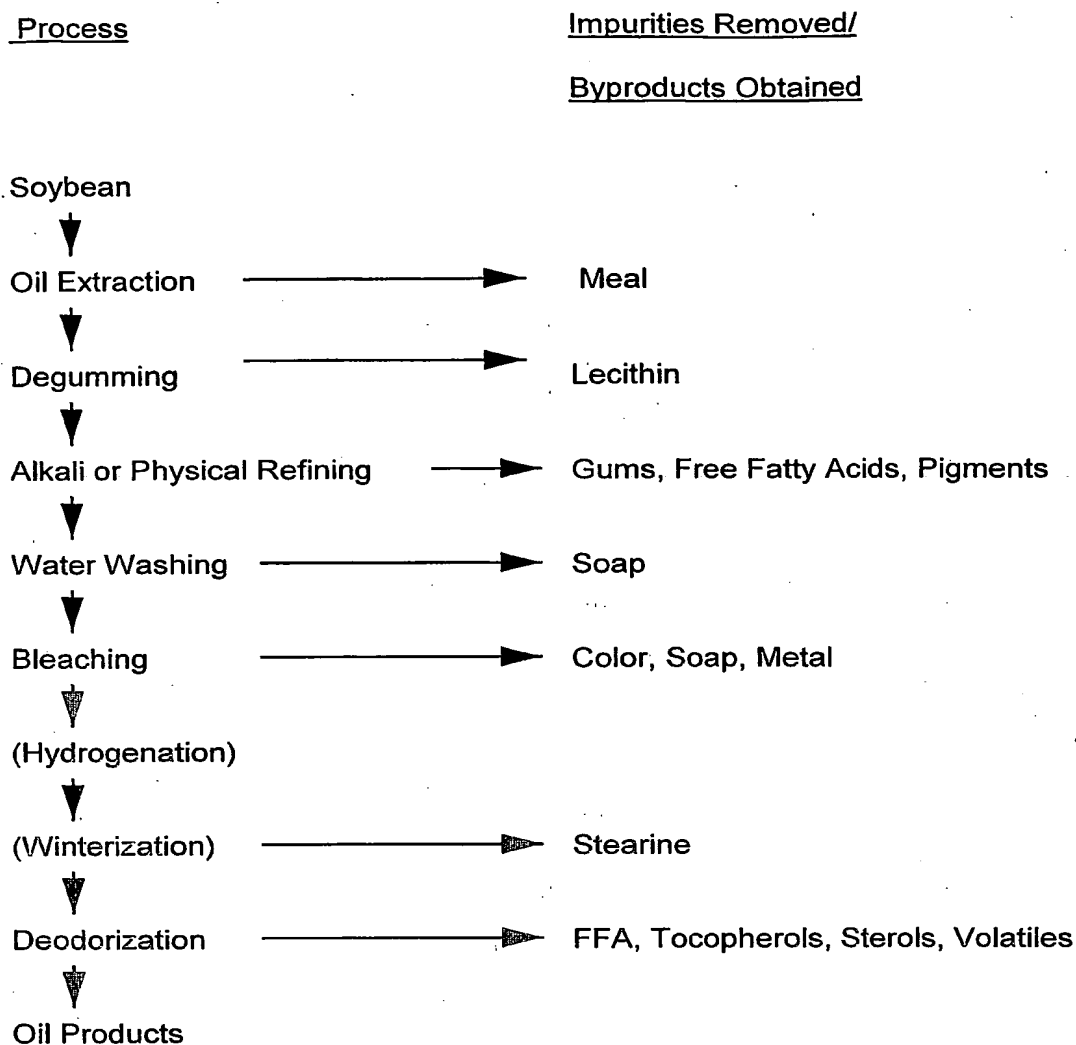 Process
Impurities Removed/
Byproducts Obtained
Soybean
Oil Extraction
Meal
Degumming
Lecithin
Alkali or Physical Refining
Gums, Free Fatty Acids, Pigments
Water Washing
Soap
Bleaching
Color, Soap, Metal
(Hydrogenation)
(Winterization)
Stearine
Deodorization
FFA, Tocopherols, Sterols, Volatiles
Oil Products